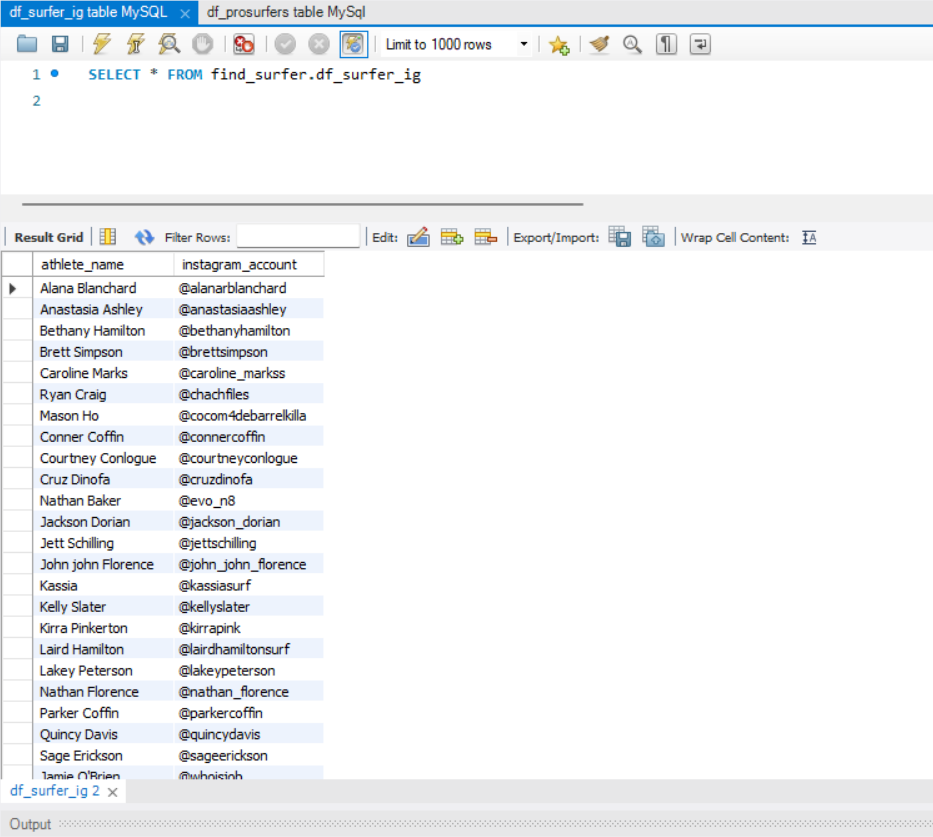 df_surfer_ig table MySQL × df_prosurfers table MySql
Limit to 1000 rows
1 SELECT * FROM find_surfer.df_surfer_ig
2
Result Grid Filter Rows: Edit: Export/Import: Wrap Cell Content: IA
athlete_name instagram_account
Alana Blanchard @alanarblanchard
Anastasia Ashley @anastasiaashley
Bethany Hamilton @bethanyhamilton
Brett Simpson @brettsimpson
Caroline Marks @caroline_markss
Ryan Craig @chachfiles
Mason Ho @cocom4debarrelkilla
Conner Coffin @connercoffin
Courtney Conlogue @courtneyconlogue
Cruz Dinofa @cruzdinofa
Nathan Baker @evo_n8
Jackson Dorian @jackson_dorian
Jett Schilling @jettschilling
John john Florence @john_john_florence
Kassia @kassiasurf
Kelly Slater @kellyslater
Kirra Pinkerton @kirrapink
Laird Hamilton @lairdhamiltonsurf
Lakey Peterson @lakeypeterson
Nathan Florence @nathan_florence
Parker Coffin @parkercoffin
Quincy Davis @quincydavis
Sage Erickson @sageerickson
Jamie O'Brien @whoisjob
df_surfer_ig 2 ×
Output